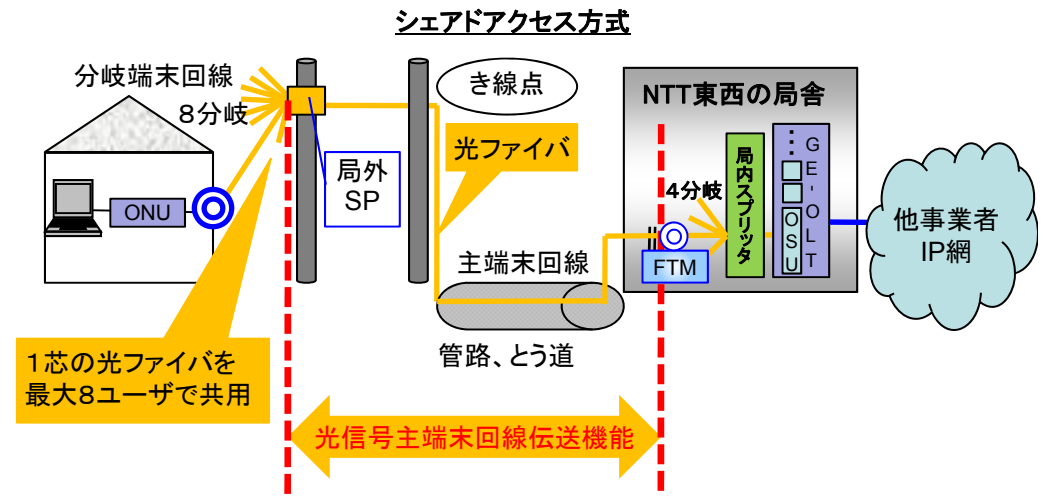 シェアドアクセス方式
分岐端末回線
8分岐
ONU
局外
SP
き線点
光ファイバ
主端末回線
管路、とう道
1芯の光ファイバを
最大8ユーザで共用
光信号主端末回線伝送機能
NTT東西の局舎
4分岐
FTM
局内スプリッタ
GE-OLT
OSU
他事業者
IP網